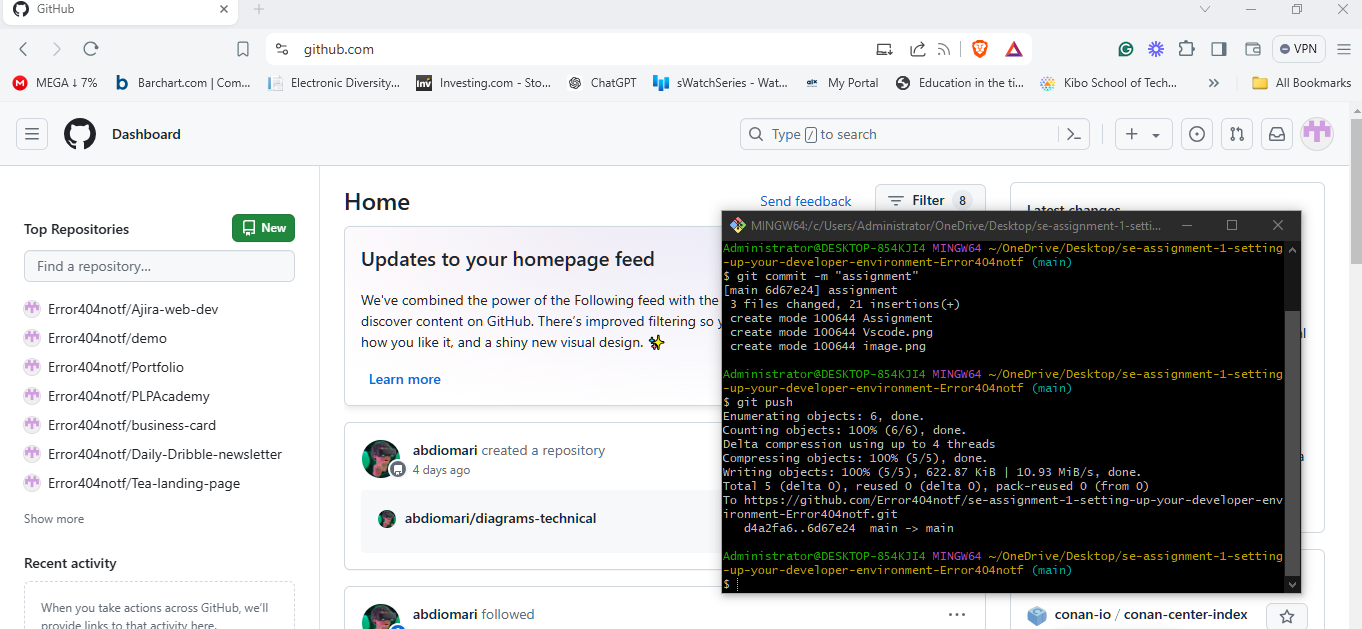 GitHub
github.com
VPN
MEGA ↓ 7%
Barchart.com | Com...
Electronic Diversity...
Investing.com - Sto...
ChatGPT
sWatchSeries - Wat...
My Portal
Education in the ti...
Kibo School of Tech...
All Bookmarks
Dashboard
Type / to search
Top Repositories
New
Find a repository...
Error404notf/Ajira-web-dev
Error404notf/demo
Error404notf/Portfolio
Error404notf/PLPAcademy
Error404notf/business-card
Error404notf/Daily-Dribble-newsletter
Error404notf/Tea-landing-page
Show more
Recent activity
When you take actions across GitHub, we'll
provide links to that activity here.
Home
Send feedback
Filter 8
Updates to your homepage feed
We've combined the power of the Following feed with the
discover content on GitHub. There's improved filtering so y
how you like it, and a shiny new visual design. ✨
Learn more
abdiomari created a repository
4 days ago
abdiomari/diagrams-technical
abdiomari followed
Latest changes
MINGW64:/c/Users/Administrator/OneDrive/Desktop/se-assignment-1-setti...
Administrator@DESKTOP-854KJI4 MINGW64 ~/OneDrive/Desktop/se-assignment-1-setting
-up-your-developer-environment-Error404notf (main)
$ git commit -m "assignment"
[main 6d67e24] assignment
3 files changed, 21 insertions(+)
create mode 100644 Assignment
create mode 100644 Vscode.png
create mode 100644 image.png
Administrator@DESKTOP-854KJI4 MINGW64 ~/OneDrive/Desktop/se-assignment-1-setting
-up-your-developer-environment-Error404notf (main)
$ git push
Enumerating objects: 6, done.
Counting objects: 100% (6/6), done.
Delta compression using up to 4 threads
Compressing objects: 100% (5/5), done.
Writing objects: 100% (5/5), 622.87 KiB | 10.93 MiB/s, done.
Total 5 (delta 0), reused 0 (delta 0), pack-reused 0 (from 0)
To https://github.com/Error404notf/se-assignment-1-setting-up-your-developer-env
ironment-Error404notf.git
d4a2fa6..6d67e24 main -> main
Administrator@DESKTOP-854KJI4 MINGW64 ~/OneDrive/Desktop/se-assignment-1-setting
-up-your-developer-environment-Error404notf (main)
$
conan-io / conan-center-index